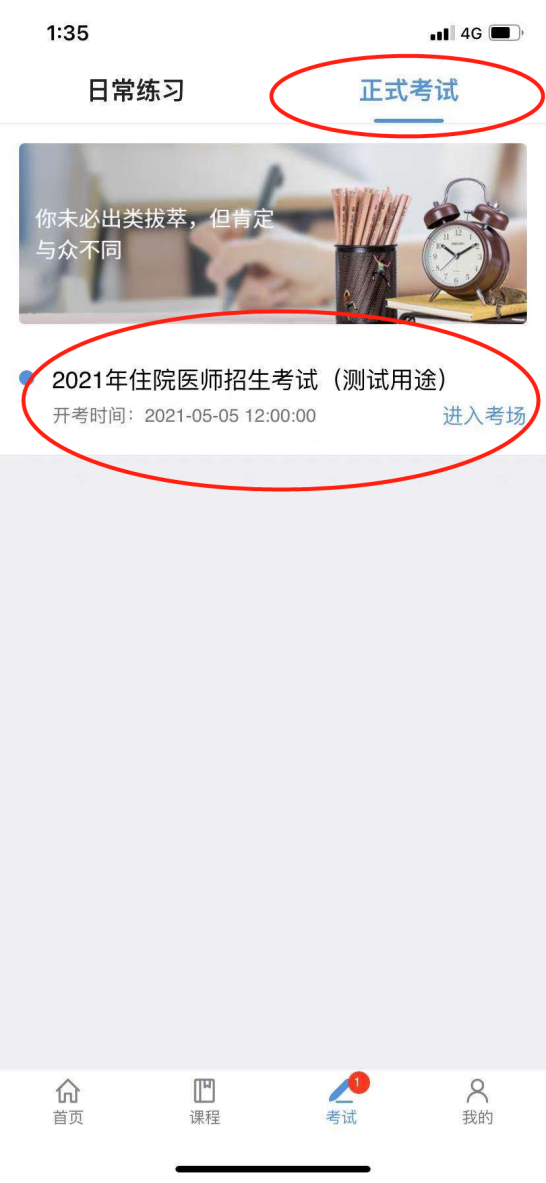 1:35
4G
日常练习
正式考试
你未必出类拔萃，但肯定
与众不同
2021年住院医师招生考试（测试用途）
开考时间：2021-05-05 12:00:00
进入考场
1
首页
课程
考试
我的